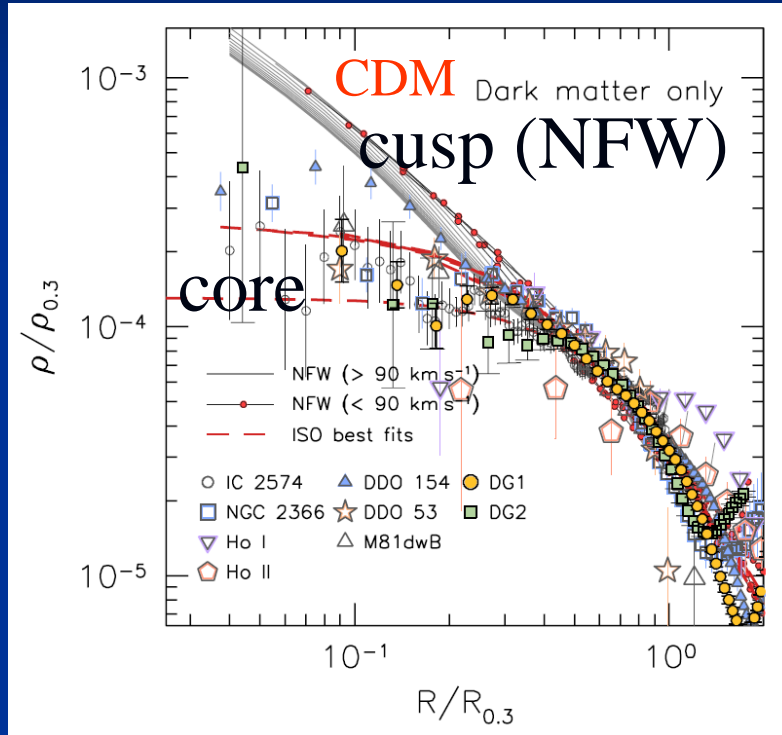 10⁻³
CDM
Dark matter only
cusp (NFW)
core
10⁻⁴
ρ/ρ0.3
NFW (> 90 km s⁻¹)
NFW (< 90 km s⁻¹)
ISO best fits
IC 2574 DDO 154 DG1
NGC 2366 DDO 53 DG2
Ho I M81dwB
Ho II
10⁻⁵
10⁻¹ 10⁰
R/R0.3